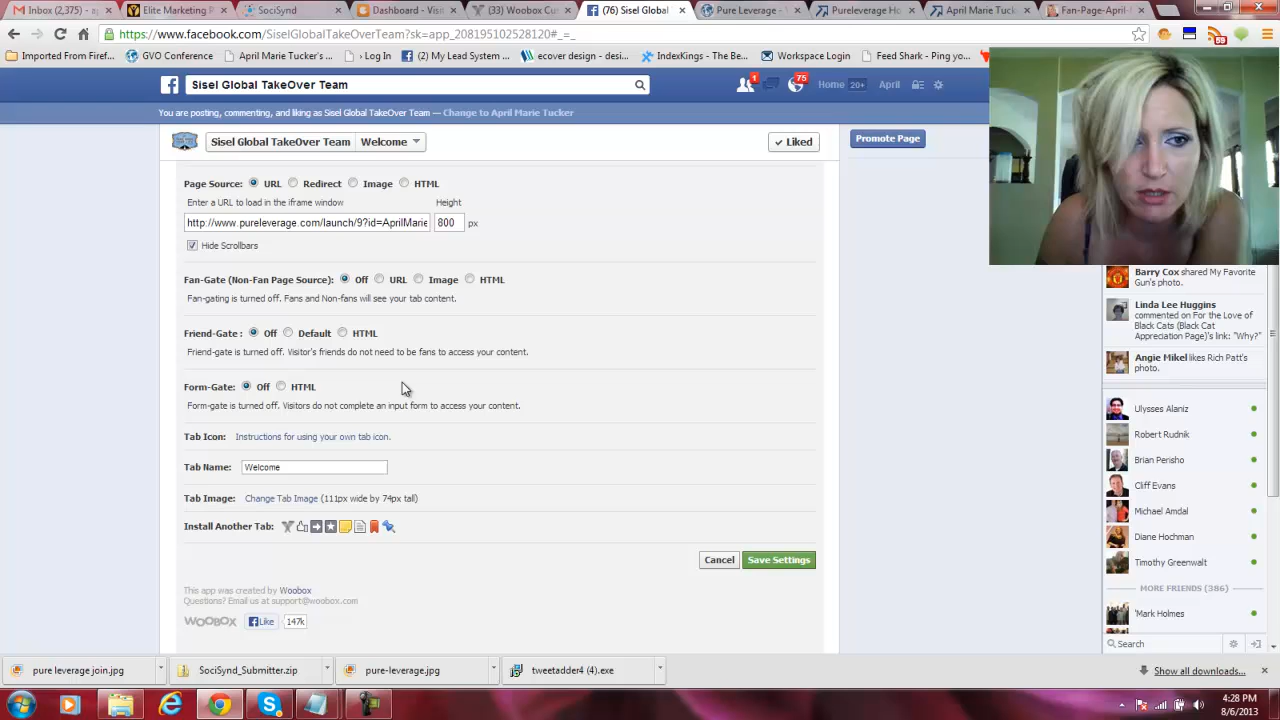 Inbox (2,375) - a
Elite Marketing
SociSynd
Dashboard - Visi
(33) Woobox Cus
(76) Sisel Global
Pure Leverage -
Pureleverage Ho
April Marie Tuck
Fan-Page-April-M
https://www.facebook.com/SiselGlobalTakeOverTeam?sk=app_208195102528120#_=_
Imported From Firef...
GVO Conference
April Marie Tucker's ...
› Log In
(2) My Lead System ...
ecover design - desi...
IndexKings - The Be...
Workspace Login
Feed Shark - Ping yo...
Sisel Global TakeOver Team
1
75
Home 20+
April
You are posting, commenting, and liking as Sisel Global TakeOver Team — Change to April Marie Tucker
Sisel Global TakeOver Team
Welcome
Liked
Promote Page
Page Source: URL Redirect Image HTML
Enter a URL to load in the iframe window
Height
http://www.pureleverage.com/launch/9?id=AprilMarie
800 px
Hide Scrollbars
Fan-Gate (Non-Fan Page Source): Off URL Image HTML
Fan-gating is turned off. Fans and Non-fans will see your tab content.
Friend-Gate : Off Default HTML
Friend-gate is turned off. Visitor's friends do not need to be fans to access your content.
Form-Gate: Off HTML
Form-gate is turned off. Visitors do not complete an input form to access your content.
Tab Icon: Instructions for using your own tab icon.
Tab Name: Welcome
Tab Image: Change Tab Image (111px wide by 74px tall)
Install Another Tab:
Cancel
Save Settings
This app was created by Woobox
Questions? Email us at support@woobox.com
WOOBOX
Like
147k
Barry Cox shared My Favorite
Gun's photo.
Linda Lee Huggins
commented on For the Love of
Black Cats (Black Cat
Appreciation Page)'s link: "Why?"
Angie Mikel likes Rich Patt's
photo.
Ulysses Alaniz
Robert Rudnik
Brian Perisho
Cliff Evans
Michael Amdal
Diane Hochman
Timothy Greenwalt
MORE FRIENDS (386)
'Mark Holmes
Search
pure leverage join.jpg
SociSynd_Submitter.zip
pure-leverage.jpg
tweetadder4 (4).exe
Show all downloads...
4:28 PM
8/6/2013